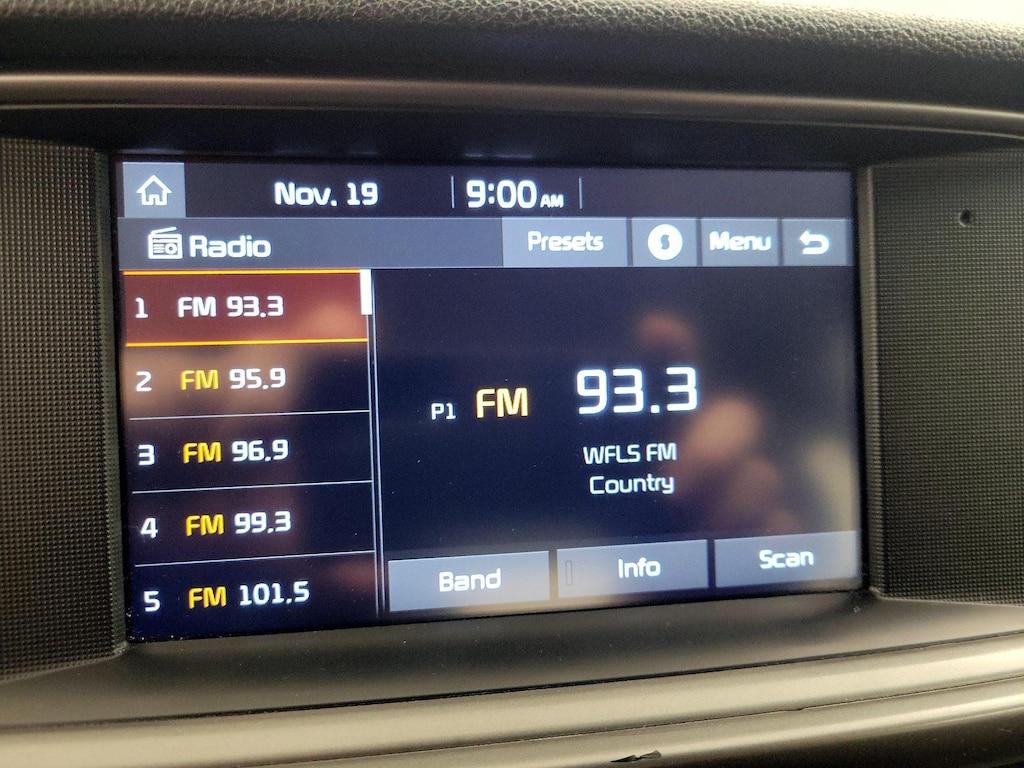 Nov. 19
9:00 AM
Radio
Presets
Menu
1 FM 93.3
2 FM 95.9
3 FM 96.9
4 FM 99.3
5 FM 101.5
P1 FM 93.3
WFLS FM
Country
Band
Info
Scan